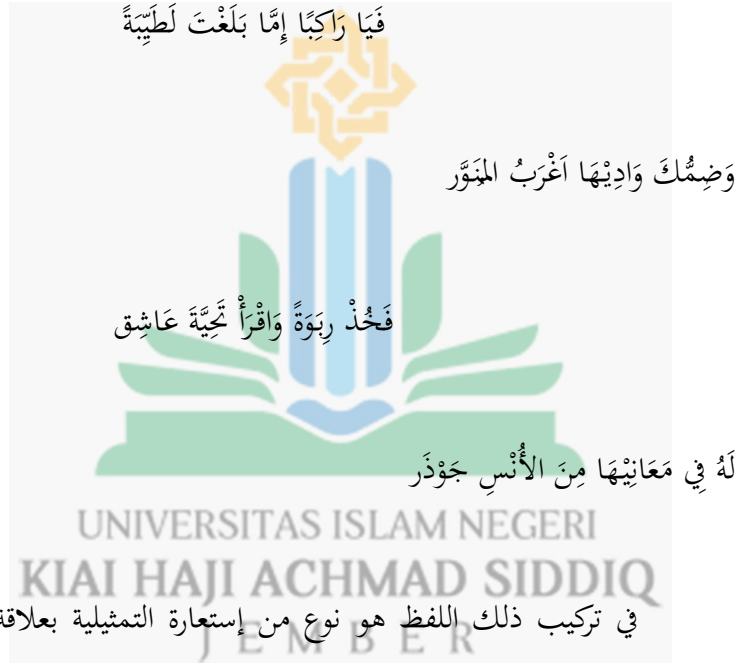 فَيَا رَاكِبًا إِمَّا بَلَغْتَ لَطَيِّبَةً
وَضِمُّكَ وَادِيْهَا اَغْرَبُ المِنَوَّر
فَخُذْ رِبَوَةً وَاقْرَأْ تَحِيَّةَ عَاشِق
لَهُ فِي مَعَانِيْهَا مِنَ الأُنْسِ جَوْذَر
UNIVERSITAS ISLAM NEGERI
KIAI HAJI ACHMAD SIDDIQ
في تركيب ذلك اللفظ هو نوع من إستعارة التمثيلية بعلاقة
J E M B E R